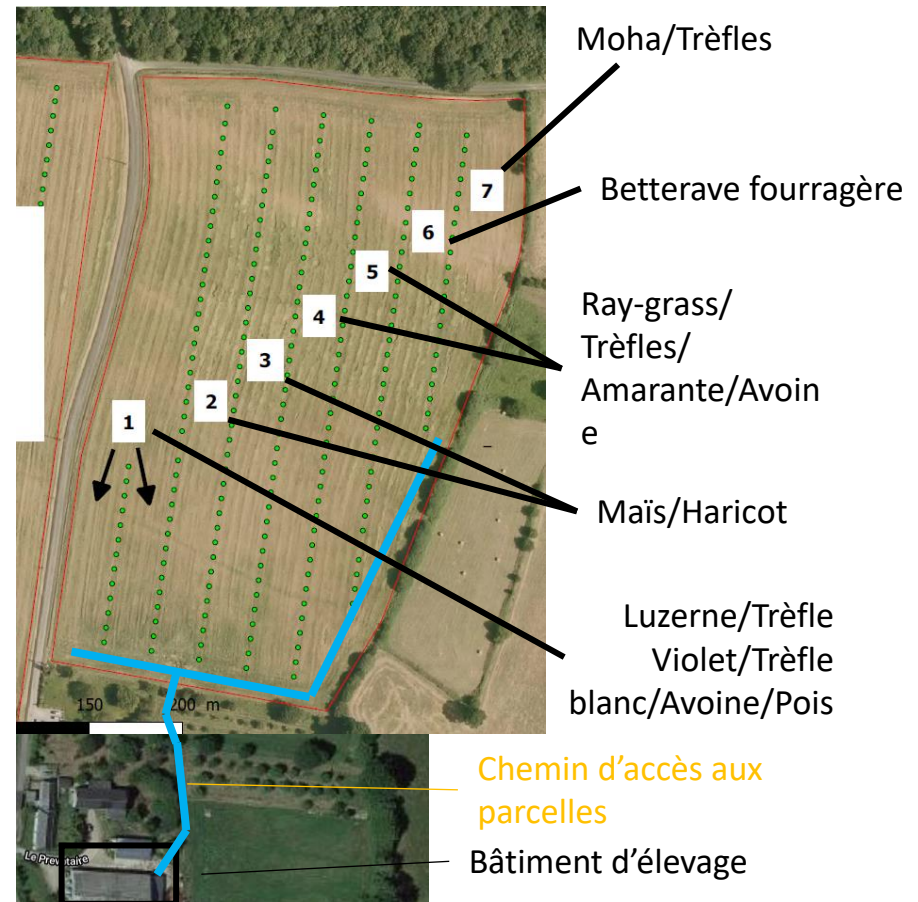 Moha/Trèfles
7
Betterave fourragère
6
5
Ray-grass/
Trèfles/
Amarante/Avoin
e
4
3
2
1
Maïs/Haricot
Luzerne/Trèfle
Violet/Trèfle
blanc/Avoine/Pois
150 200 m
Chemin d'accès aux
parcelles
Le Prevotaire
Bâtiment d'élevage